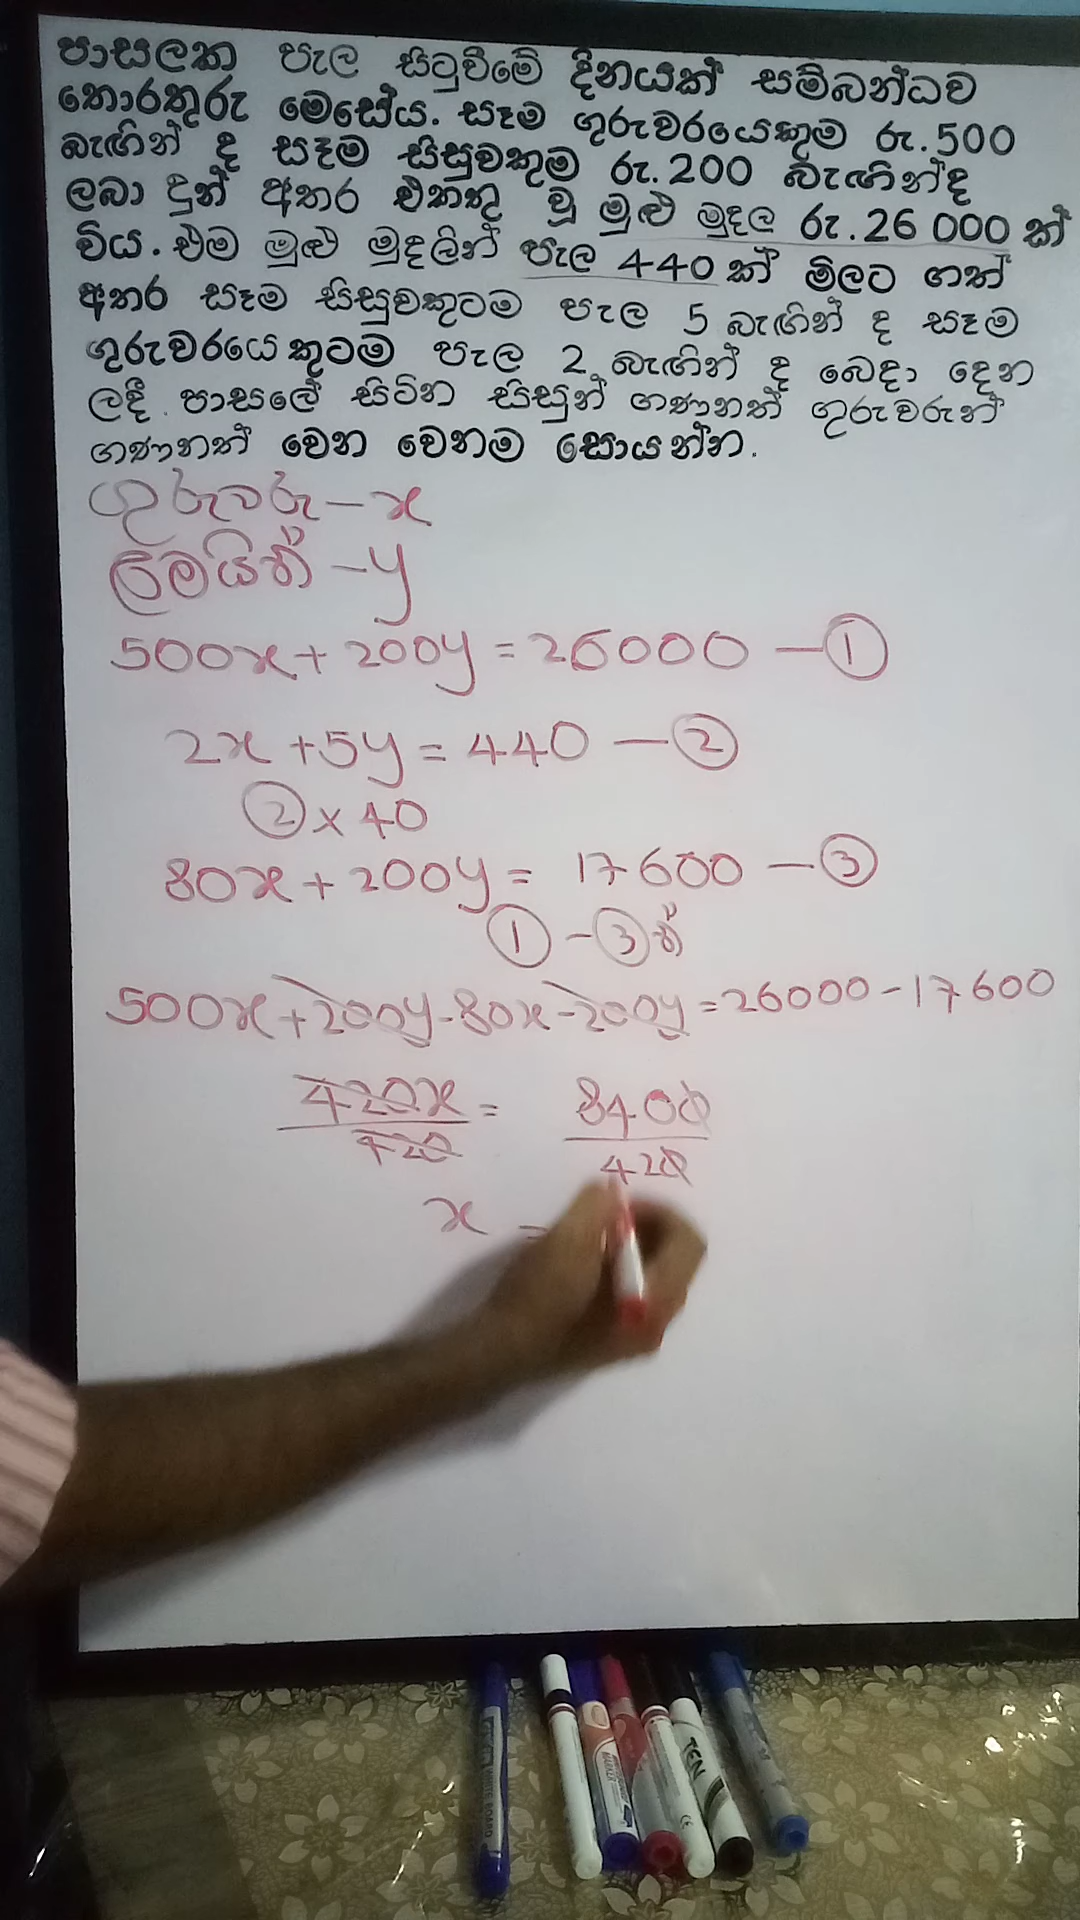 පාසලක පැල සිටුවීමේ දිනයක් සම්බන්ධව
තොරතුරු මෙසේය. සෑම ගුරුවරයෙකුම රු.500
බැඟින් ද සෑම සිසුවකුම රු.200 බැඟින්ද
ලබා දුන් අතර එකතු වූ මුළු මුදල රු.26 000 ක්
විය. එම මුළු මුදලින් පැල 440ක් මිලට ගත්
අතර සෑම සිසුවකුටම පැල 5 බැඟින් ද සෑම
ගුරුවරයෙකුටම පැල 2 බැඟින් ද බෙදා දෙන
ලදී. පාසලේ සිටින සිසුන් ගණනත් ගුරුවරුන්
ගණනත් වෙන වෙනම සොයන්න.
ගුරුවරු - x
ළමයින් - y
500x + 200y = 26000 — ①
2x + 5y = 440 — ②
② × 40
80x + 200y = 17600 — ③
① - ③ න්
500x + 200y - 80x - 200y = 26000 - 17600
420x = 8400
420 420
x =
TEN